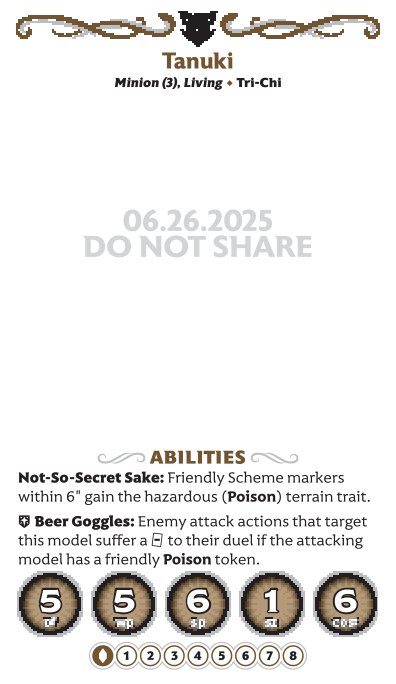 Tanuki
Minion (3), Living ⬥ Tri-Chi
06.26.2025
DO NOT SHARE
ABILITIES
Not-So-Secret Sake: Friendly Scheme markers
within 6" gain the hazardous (Poison) terrain trait.
Beer Goggles: Enemy attack actions that target
this model suffer a to their duel if the attacking
model has a friendly Poison token.
5 5 6 1 6
Df Wp Sp Sz Cost
1 2 3 4 5 6 7 8